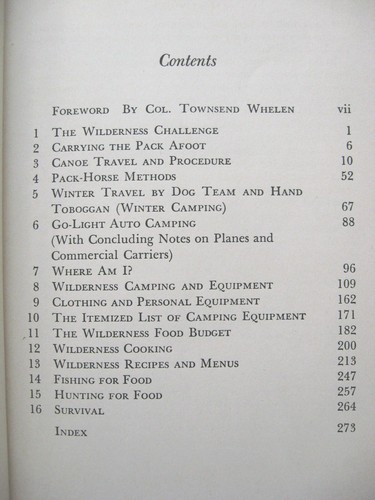 Contents
Foreword By Col. Townsend Whelen vii
1 The Wilderness Challenge 1
2 Carrying the Pack Afoot 6
3 Canoe Travel and Procedure 10
4 Pack-Horse Methods 52
5 Winter Travel by Dog Team and Hand
Toboggan (Winter Camping) 67
6 Go-Light Auto Camping 88
(With Concluding Notes on Planes and
Commercial Carriers)
7 Where Am I? 96
8 Wilderness Camping and Equipment 109
9 Clothing and Personal Equipment 162
10 The Itemized List of Camping Equipment 171
11 The Wilderness Food Budget 182
12 Wilderness Cooking 200
13 Wilderness Recipes and Menus 213
14 Fishing for Food 247
15 Hunting for Food 257
16 Survival 264
Index 273